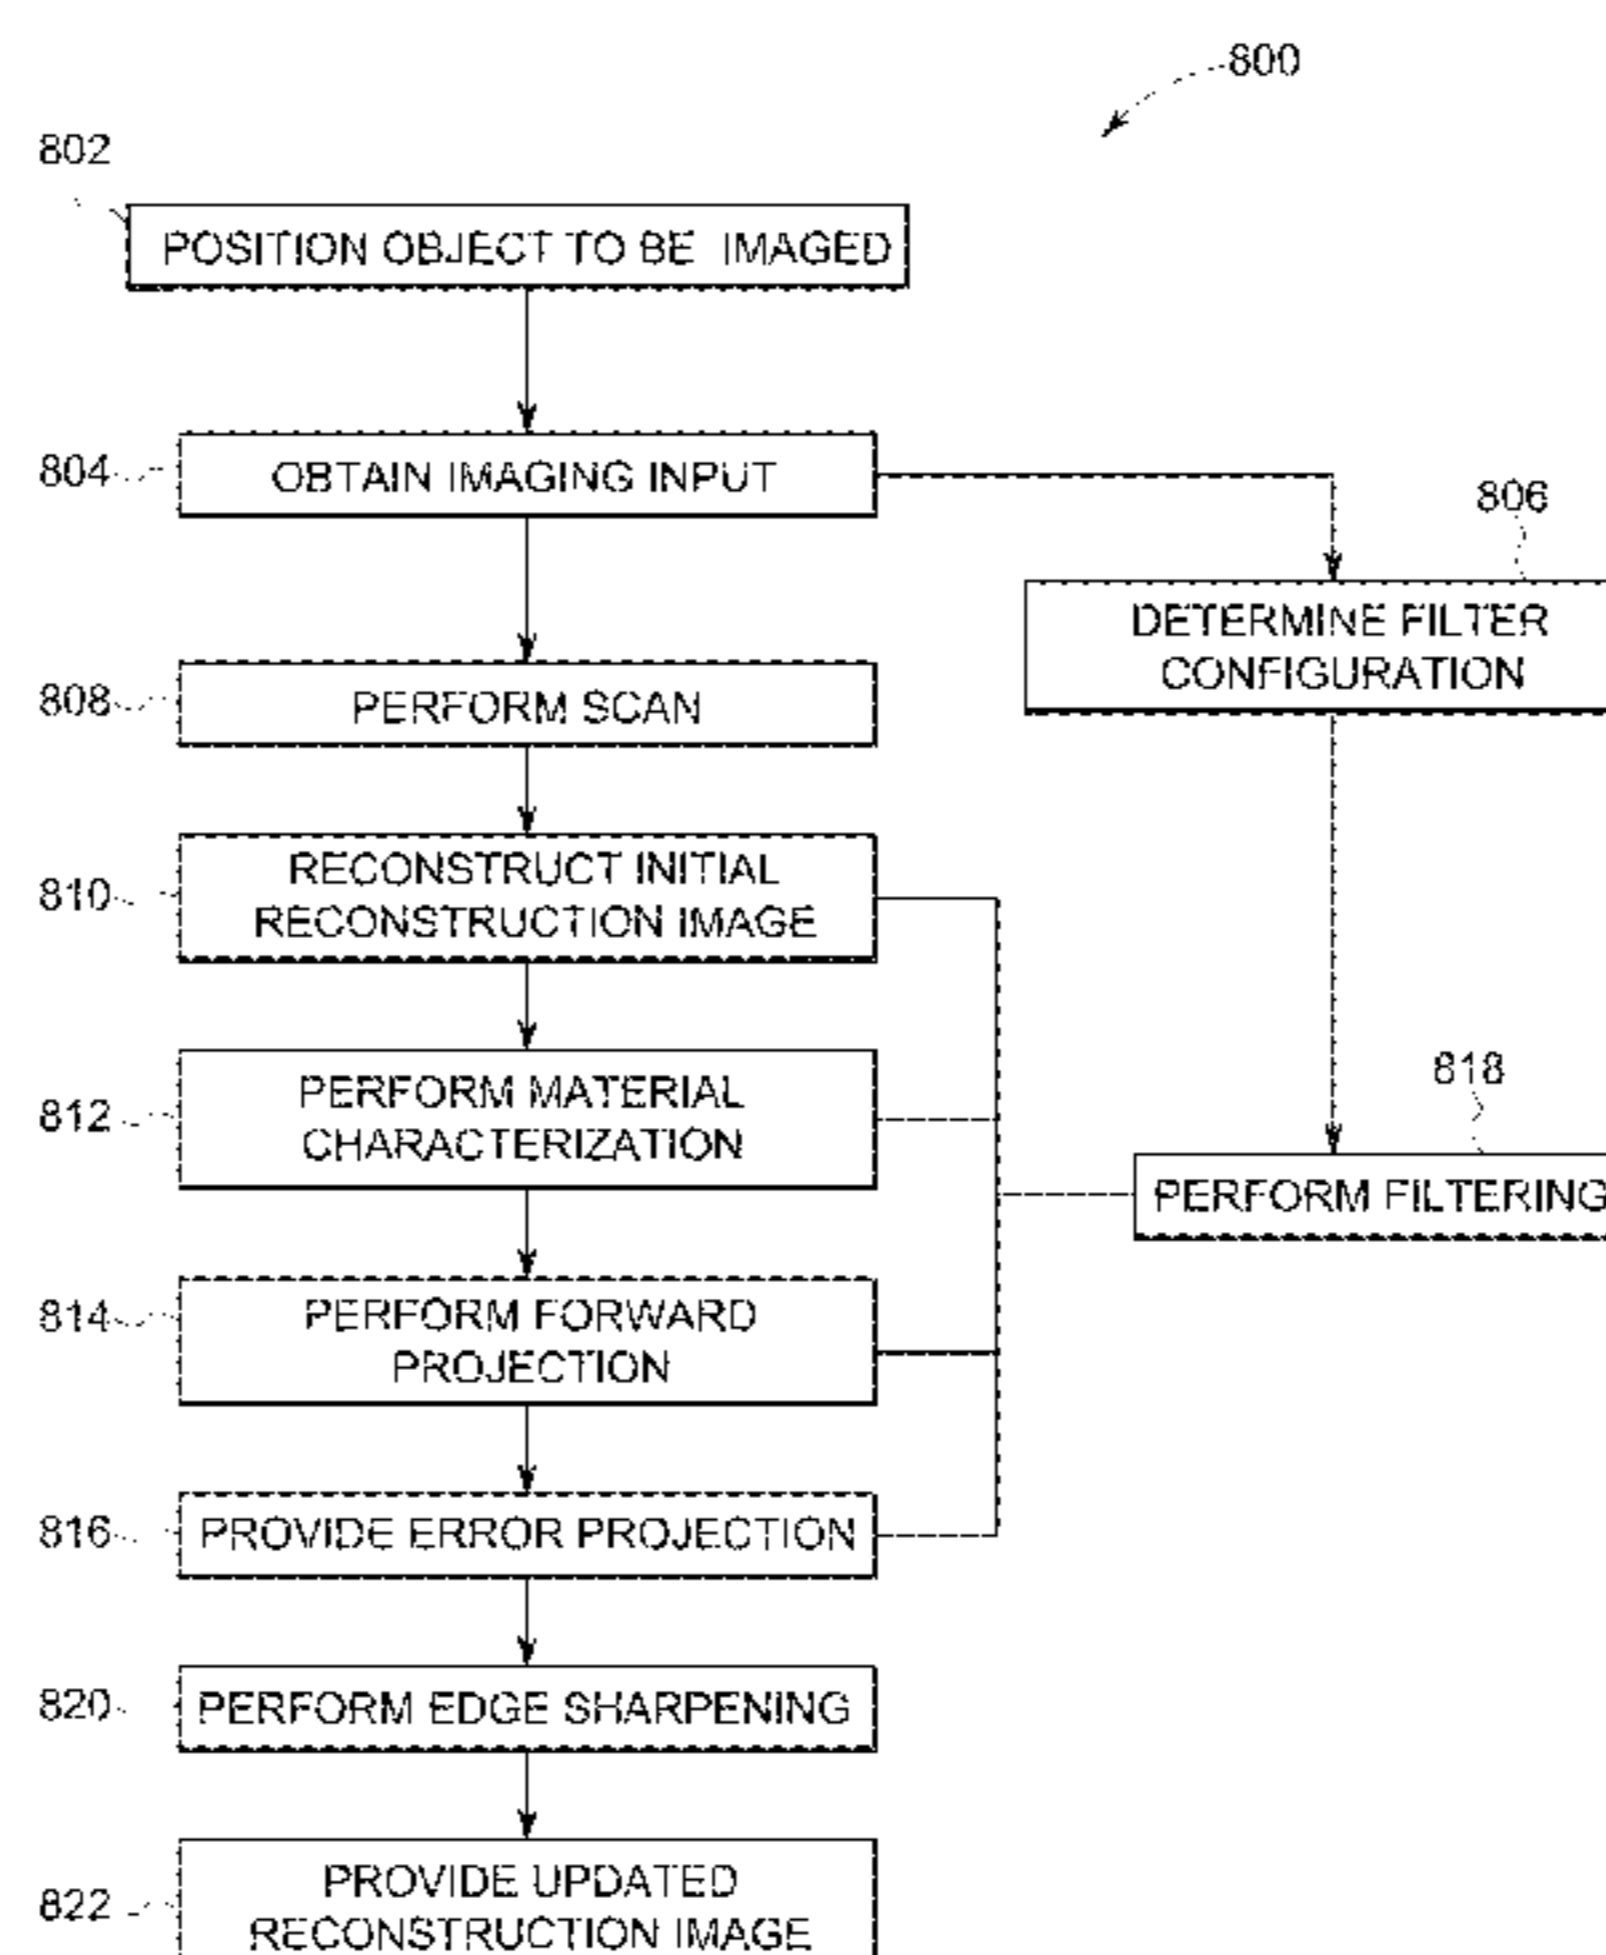 800
802
POSITION OBJECT TO BE IMAGED
804
OBTAIN IMAGING INPUT
806
DETERMINE FILTER
CONFIGURATION
808
PERFORM SCAN
810
RECONSTRUCT INITIAL
RECONSTRUCTION IMAGE
812
PERFORM MATERIAL
CHARACTERIZATION
818
PERFORM FILTERING
814
PERFORM FORWARD
PROJECTION
816
PROVIDE ERROR PROJECTION
820
PERFORM EDGE SHARPENING
822
PROVIDE UPDATED
RECONSTRUCTION IMAGE